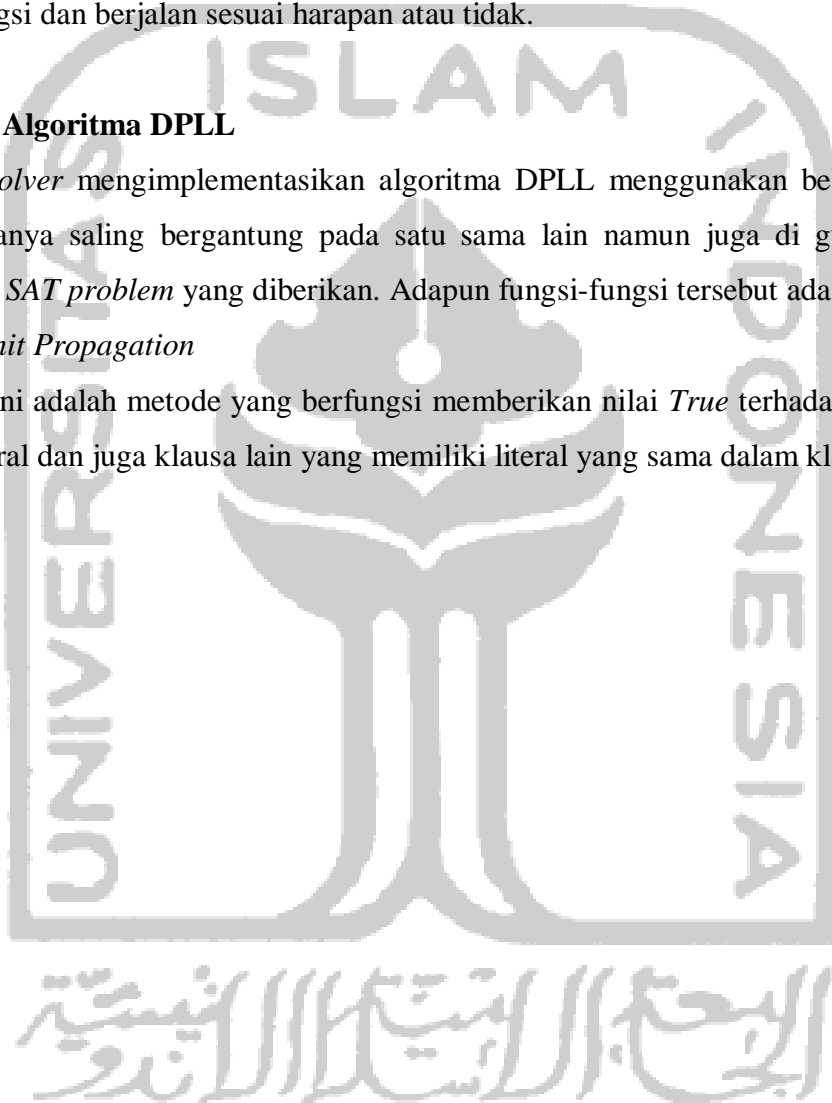 gsi dan berjalan sesuai harapan atau tidak.
ISLAM
Algoritma DPLL
olver mengimplementasikan algoritma DPLL menggunakan be
anya saling bergantung pada satu sama lain namun juga di g
SAT problem yang diberikan. Adapun fungsi-fungsi tersebut ada
nit Propagation
ni adalah metode yang berfungsi memberikan nilai True terhada
ral dan juga klausa lain yang memiliki literal yang sama dalam kl
UNIVERSITAS
INDONESIA